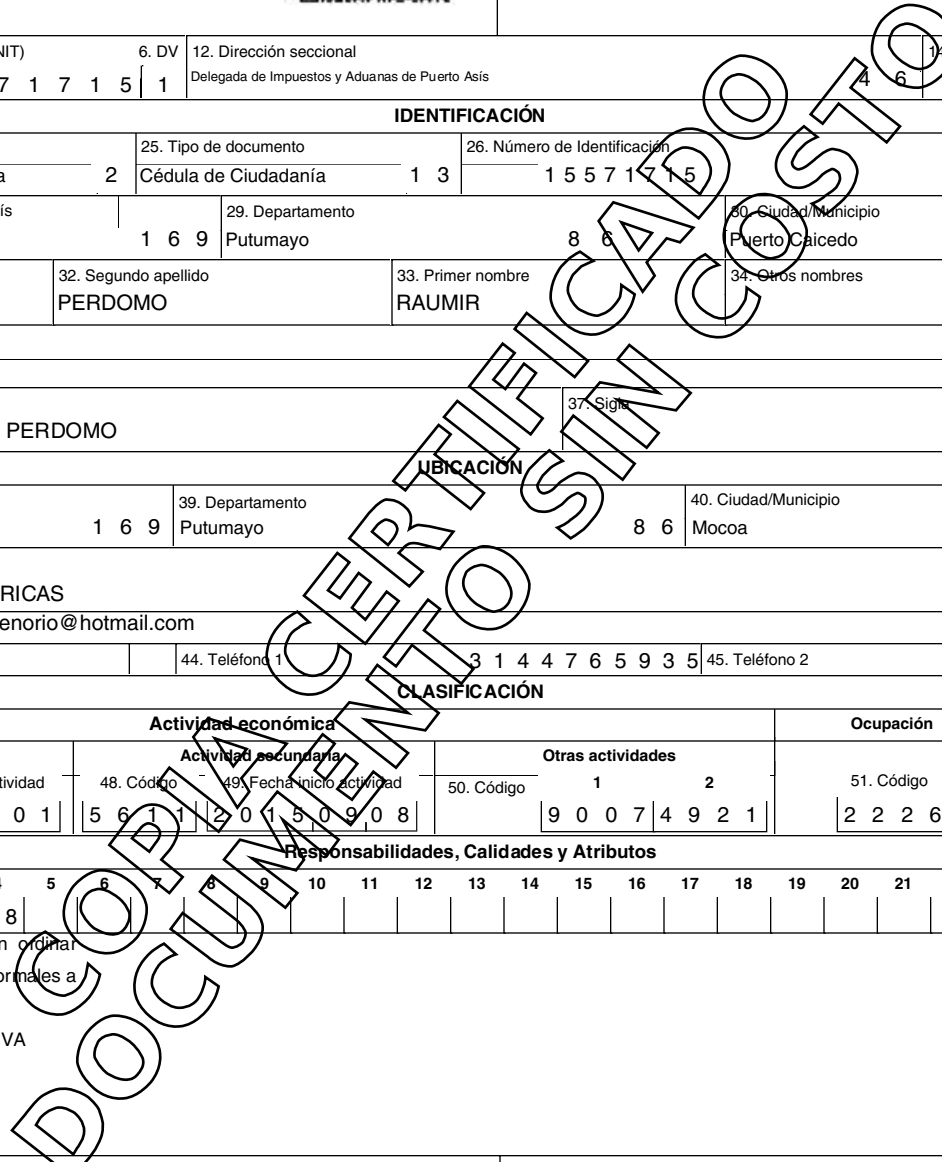 NIT) 6. DV 12. Dirección seccional 14
7 1 7 1 5 1 Delegada de Impuestos y Aduanas de Puerto Asís 4 6
IDENTIFICACIÓN
25. Tipo de documento 26. Número de Identificación
a 2 Cédula de Ciudadanía 1 3 1 5 5 7 1 7 1 5
ís 29. Departamento 30. Ciudad/Municipio
1 6 9 Putumayo 8 6 Puerto Caicedo
32. Segundo apellido 33. Primer nombre 34. Otros nombres
PERDOMO RAUMIR
37. Sigla
PERDOMO
UBICACIÓN
39. Departamento 40. Ciudad/Municipio
1 6 9 Putumayo 8 6 Mocoa
RICAS
enorio@hotmail.com
44. Teléfono 1 3 1 4 4 7 6 5 9 3 5 45. Teléfono 2
CLASIFICACIÓN
Actividad económica Ocupación
Actividad secundaria Otras actividades
tividad 48. Código 49. Fecha inicio actividad 50. Código 1 2 51. Código
0 1 5 6 1 1 2 0 1 5 0 9 0 8 9 0 0 7 4 9 2 1 2 2 2 6
Responsabilidades, Calidades y Atributos
5 6 7 8 9 10 11 12 13 14 15 16 17 18 19 20 21
8
n ordinar
ormales a
VA
COPIA CERTIFICADO
DOCUMENTO SIN COSTO